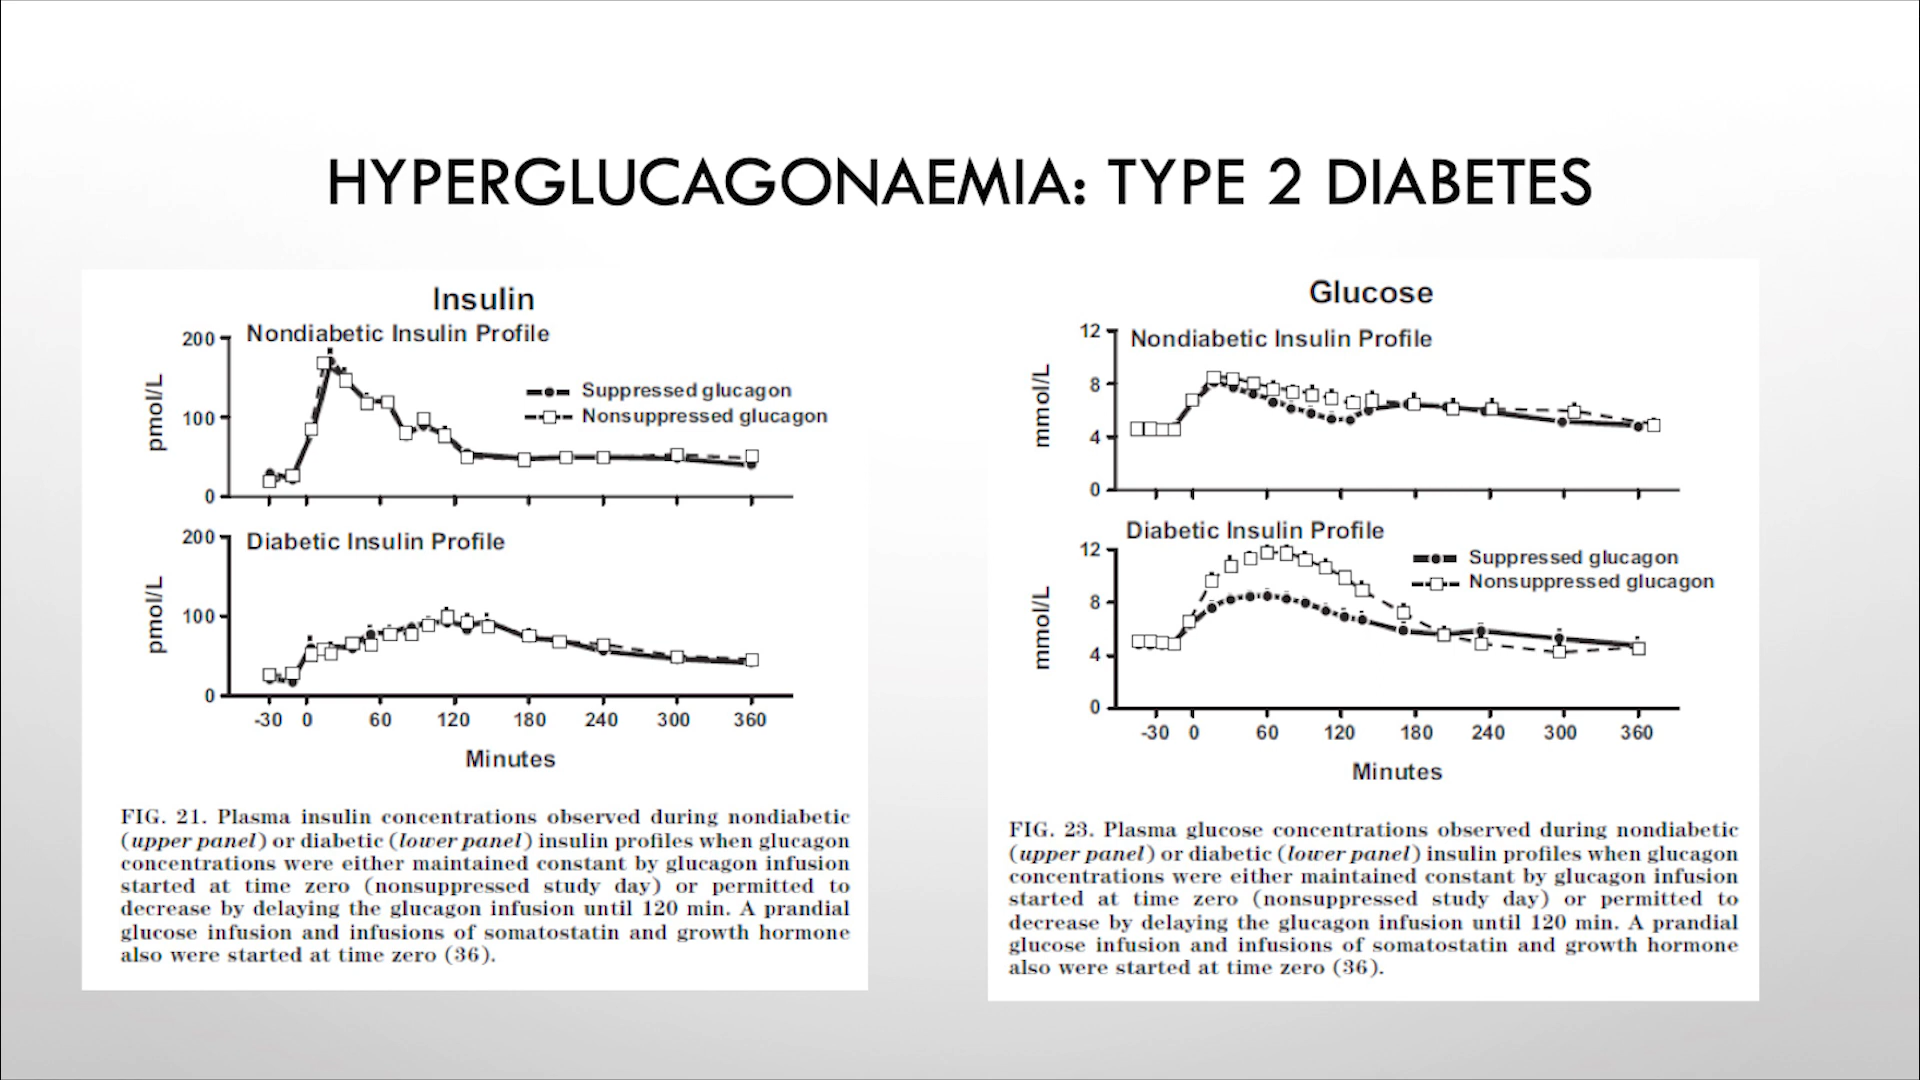 HYPERGLUCAGONAEMIA: TYPE 2 DIABETES
Insulin
Nondiabetic Insulin Profile
200
100
0
pmol/L
Suppressed glucagon
Nonsuppressed glucagon
Diabetic Insulin Profile
200
100
0
pmol/L
-30 0 60 120 180 240 300 360
Minutes
FIG. 21. Plasma insulin concentrations observed during nondiabetic
(upper panel) or diabetic (lower panel) insulin profiles when glucagon
concentrations were either maintained constant by glucagon infusion
started at time zero (nonsuppressed study day) or permitted to
decrease by delaying the glucagon infusion until 120 min. A prandial
glucose infusion and infusions of somatostatin and growth hormone
also were started at time zero (36).
Glucose
Nondiabetic Insulin Profile
12
8
4
0
mmol/L
Diabetic Insulin Profile
12
8
4
0
mmol/L
Suppressed glucagon
Nonsuppressed glucagon
-30 0 60 120 180 240 300 360
Minutes
FIG. 23. Plasma glucose concentrations observed during nondiabetic
(upper panel) or diabetic (lower panel) insulin profiles when glucagon
concentrations were either maintained constant by glucagon infusion
started at time zero (nonsuppressed study day) or permitted to
decrease by delaying the glucagon infusion until 120 min. A prandial
glucose infusion and infusions of somatostatin and growth hormone
also were started at time zero (36).